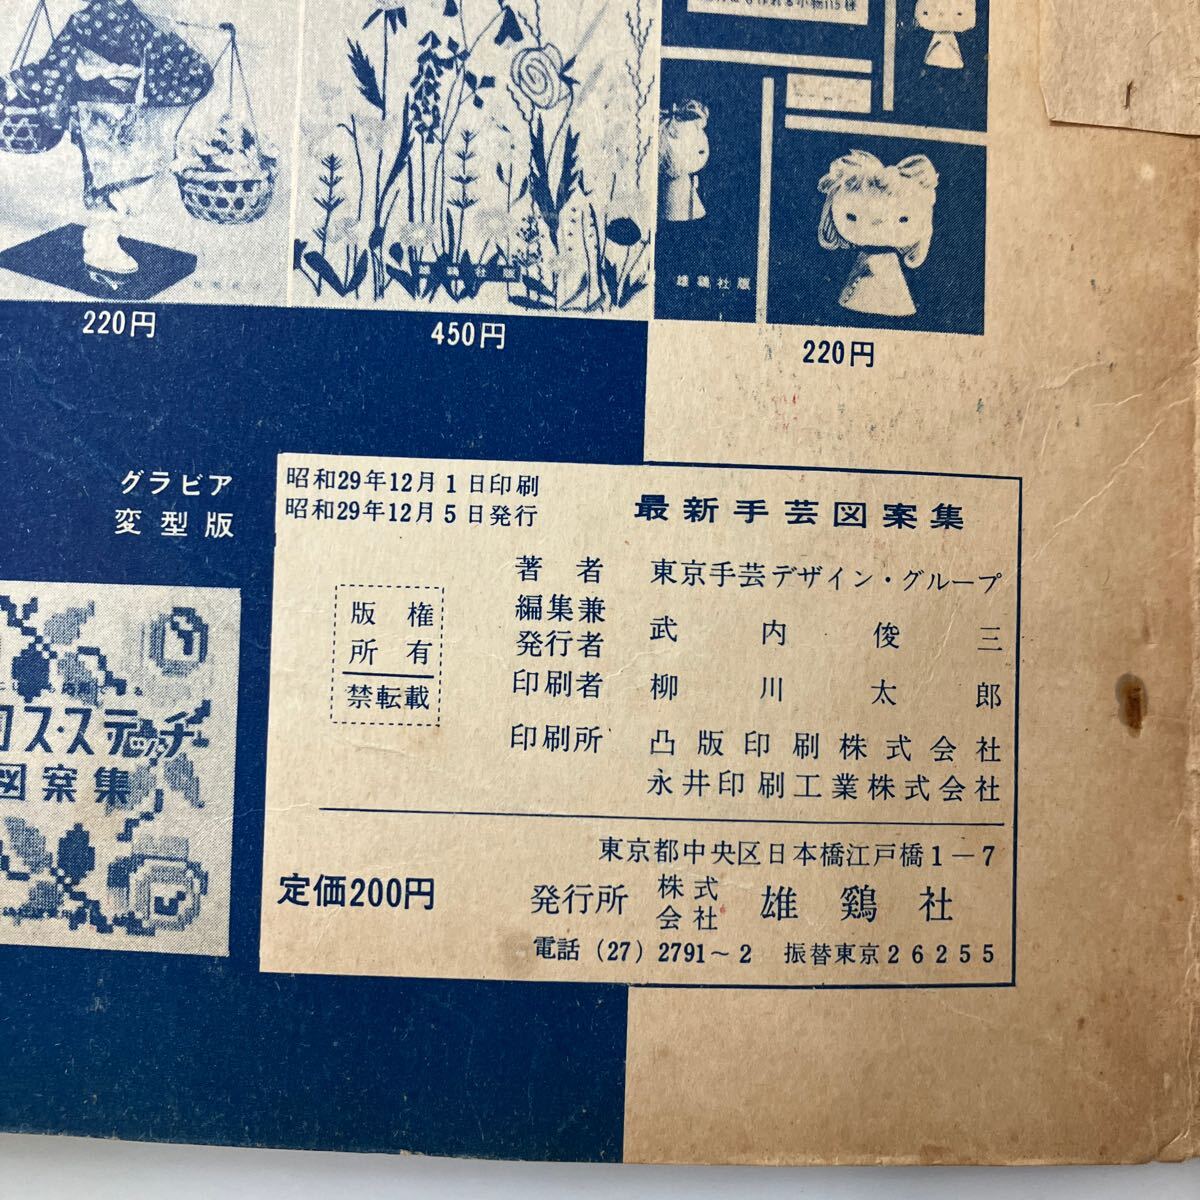 雄鶏社版
雄鶏社版
220円
450円
220円
グラビア
変型版
ロス・ステッチ
図案集
昭和29年12月1日印刷
昭和29年12月5日発行
最新手芸図案集
版権
所有
禁転載
著者 東京手芸デザイン・グループ
編集兼
発行者 武内俊三
印刷者 柳川太郎
印刷所 凸版印刷株式会社
永井印刷工業株式会社
東京都中央区日本橋江戸橋1-7
定価200円
発行所 株式会社 雄鶏社
電話(27)2791~2 振替東京26255